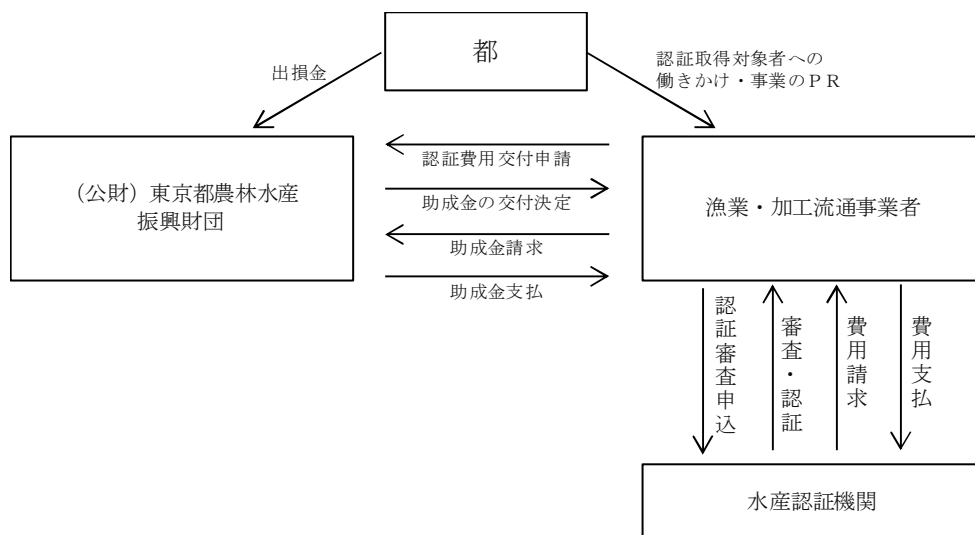 都
出損金
認証取得対象者への
働きかけ・事業のＰＲ
（公財）東京都農林水産
振興財団
認証費用交付申請
助成金の交付決定
助成金請求
助成金支払
漁業・加工流通事業者
認証審査申込
審査・認証
費用請求
費用支払
水産認証機関